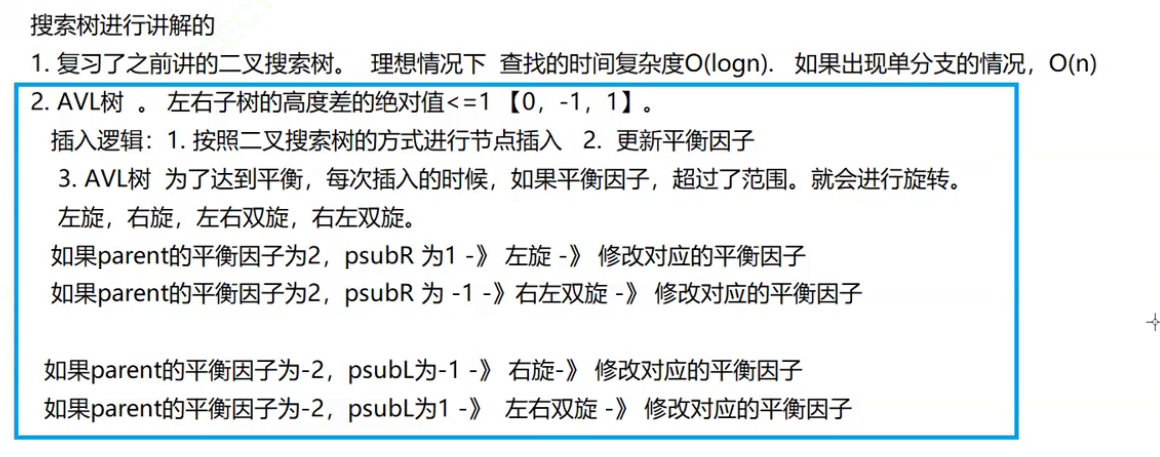 搜索树进行讲解的
1. 复习了之前讲的二叉搜索树。 理想情况下 查找的时间复杂度O(logn). 如果出现单分支的情况，O(n)
2. AVL树 。 左右子树的高度差的绝对值<=1 【0，-1，1】。
插入逻辑：1. 按照二叉搜索树的方式进行节点插入 2. 更新平衡因子
3. AVL树 为了达到平衡，每次插入的时候，如果平衡因子，超过了范围。就会进行旋转。
左旋，右旋，左右双旋，右左双旋。
如果parent的平衡因子为2，psubR 为1 -》 左旋 -》 修改对应的平衡因子
如果parent的平衡因子为2，psubR 为 -1 -》右左双旋 -》 修改对应的平衡因子
如果parent的平衡因子为-2，psubL为-1 -》 右旋-》 修改对应的平衡因子
如果parent的平衡因子为-2，psubL为1 -》 左右双旋 -》 修改对应的平衡因子